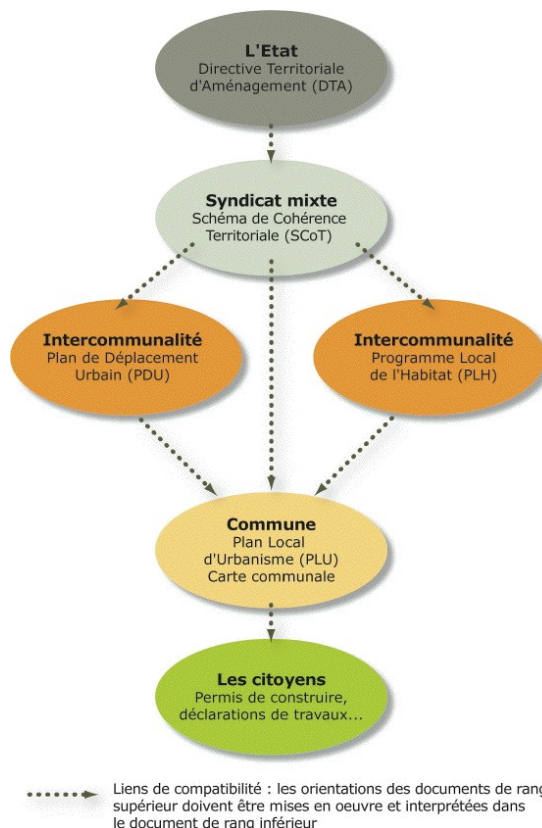 L'Etat
Directive Territoriale
d'Aménagement (DTA)
Syndicat mixte
Schéma de Cohérence
Territoriale (SCoT)
Intercommunalité
Plan de Déplacement
Urbain (PDU)
Intercommunalité
Programme Local
de l'Habitat (PLH)
Commune
Plan Local
d'Urbanisme (PLU)
Carte communale
Les citoyens
Permis de construire,
déclarations de travaux...
Liens de compatibilité : les orientations des documents de rang
supérieur doivent être mises en oeuvre et interprétées dans
le document de rang inférieur